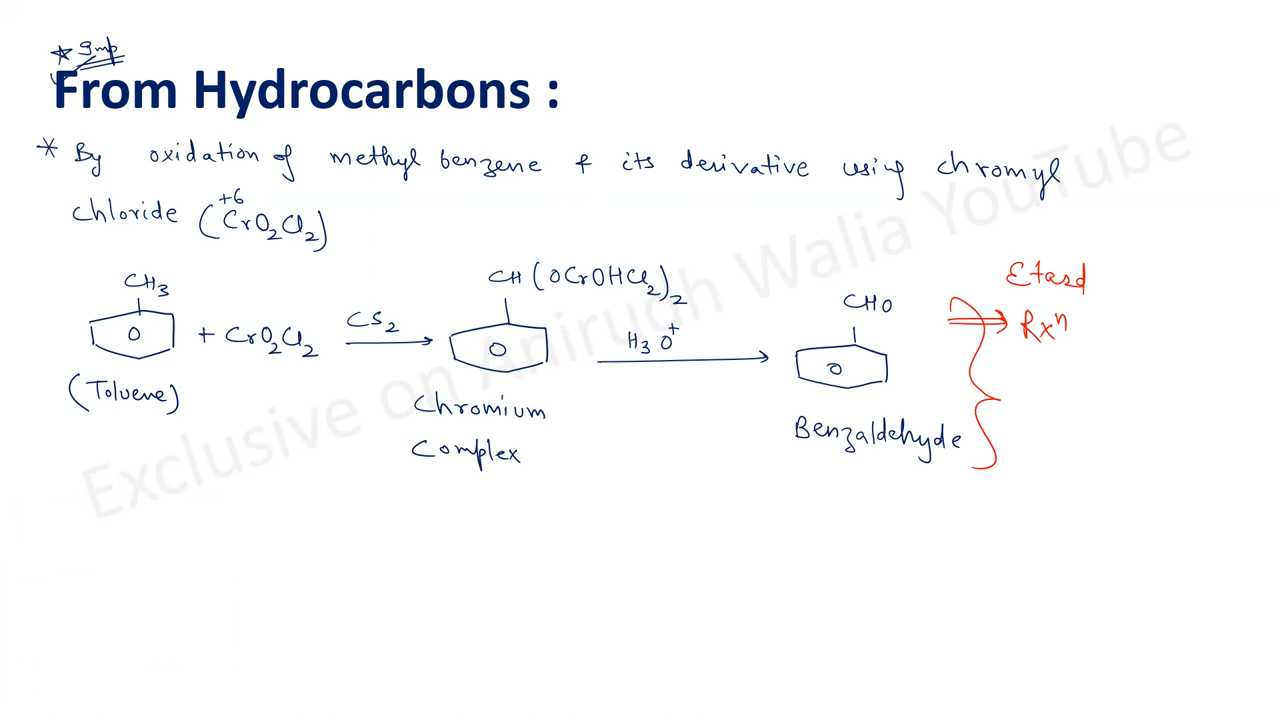 * Imp
From Hydrocarbons :
* By oxidation of methyl benzene & its derivative using chromyl
chloride (CrO2Cl2)
+6
CH3
+ CrO2Cl2
CS2
(Toluene)
CH(OCrOHCl2)2
Chromium
Complex
H3O+
CHO
Benzaldehyde
Etard
Rxn
Exclusive on Anirudh Walia YouTube